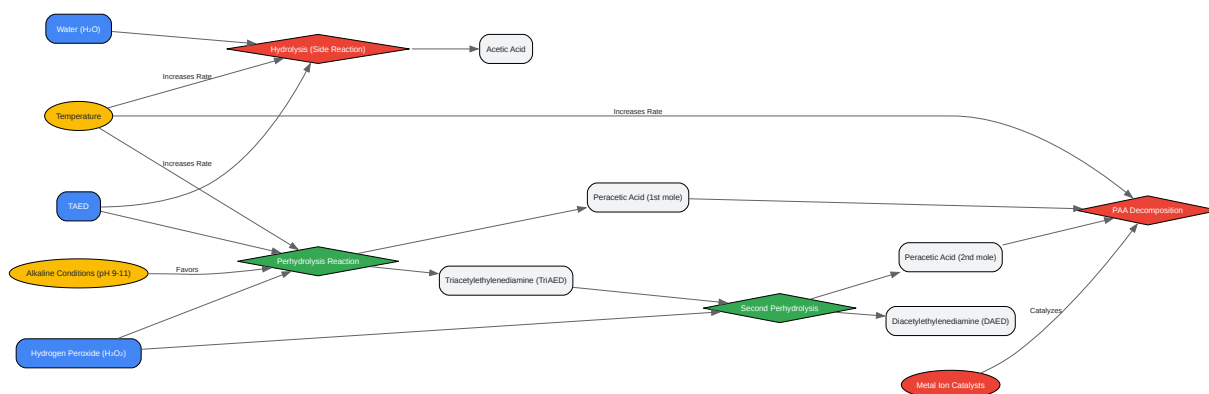 Water (H₂O)
Hydrolysis (Side Reaction)
Acetic Acid
Increases Rate
Temperature
Increases Rate
Increases Rate
TAED
Peracetic Acid (1st mole)
PAA Decomposition
Alkaline Conditions (pH 9-11)
Favors
Perhydrolysis Reaction
Peracetic Acid (2nd mole)
Triacetylethylenediamine (TriAED)
Second Perhydrolysis
Catalyzes
Diacetylethylenediamine (DAED)
Hydrogen Peroxide (H₂O₂)
Metal Ion Catalysts